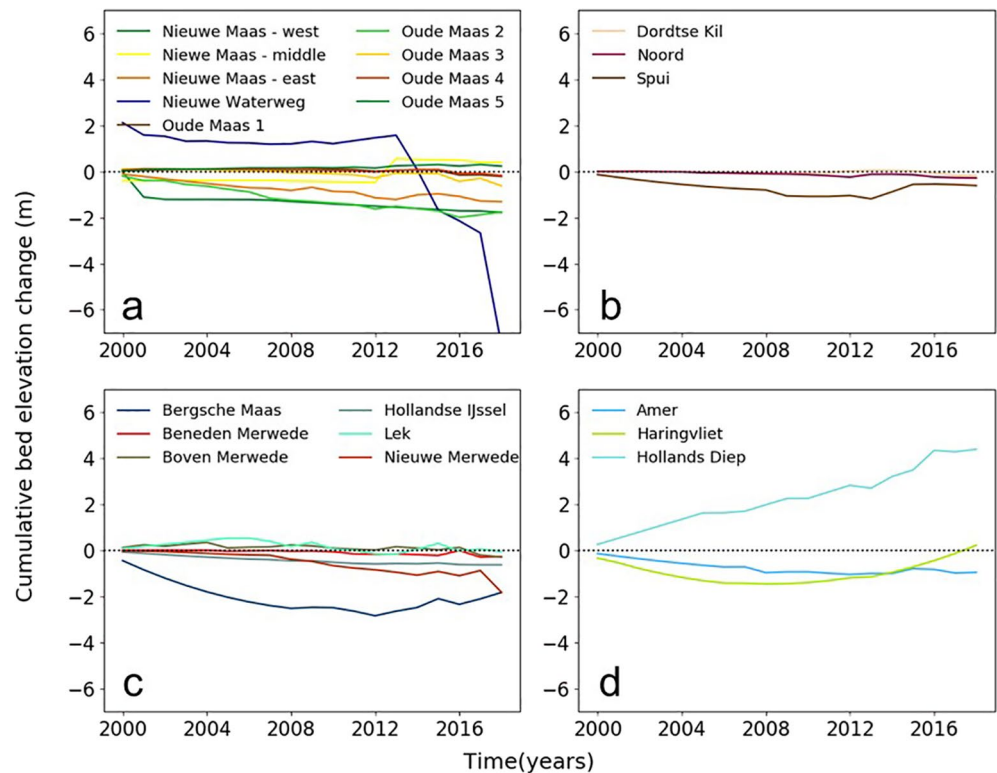 Cumulative bed elevation change (m)
6
4
2
0
−2
−4
−6
Nieuwe Maas - west
Niewe Maas - middle
Nieuwe Maas - east
Nieuwe Waterweg
Oude Maas 1
Oude Maas 2
Oude Maas 3
Oude Maas 4
Oude Maas 5
a
2000 2004 2008 2012 2016
6
4
2
0
−2
−4
−6
Dordtse Kil
Noord
Spui
b
2000 2004 2008 2012 2016
6
4
2
0
−2
−4
−6
Bergsche Maas
Beneden Merwede
Boven Merwede
Hollandse IJssel
Lek
Nieuwe Merwede
c
2000 2004 2008 2012 2016
6
4
2
0
−2
−4
−6
Amer
Haringvliet
Hollands Diep
d
2000 2004 2008 2012 2016
Time(years)